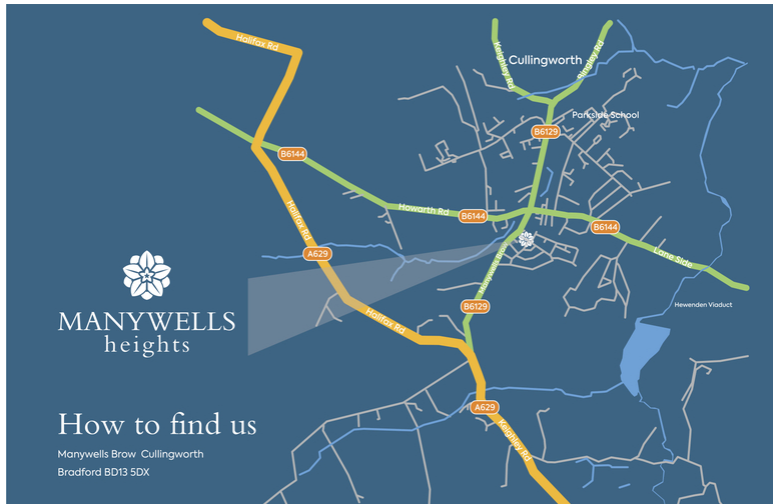 Halifax Rd
Keighley Rd
Cullingworth
Bingley Rd
Parkside School
B6129
B6144
Haworth Rd
B6144
B6144
Halifax Rd
A629
Manywells Brow
Lane Side
Hewenden Viaduct
B6129
Halifax Rd
MANYWELLS
heights
A629
Keighley Rd
How to find us
Manywells Brow Cullingworth
Bradford BD13 5DX